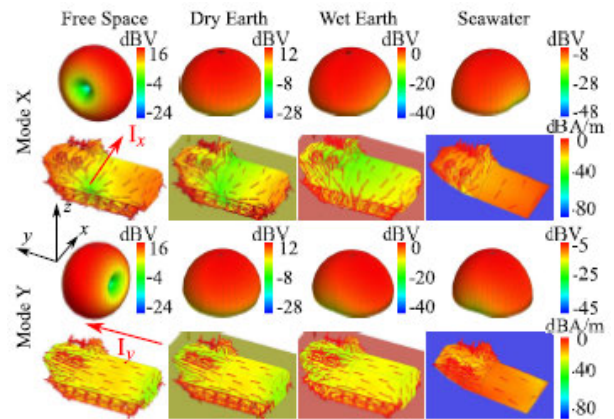 Free Space Dry Earth Wet Earth Seawater
dBV dBV dBV dBV
16 12 0 -8
-4 -8 -20 -28
-24 -28 -40 -48
Mode X
I_x
dBA/m
0
-40
-80
z
y x
dBV dBV dBV dBV
16 12 0 -5
-4 -8 -20 -25
-24 -28 -40 -45
Mode Y
I_y
dBA/m
0
-40
-80